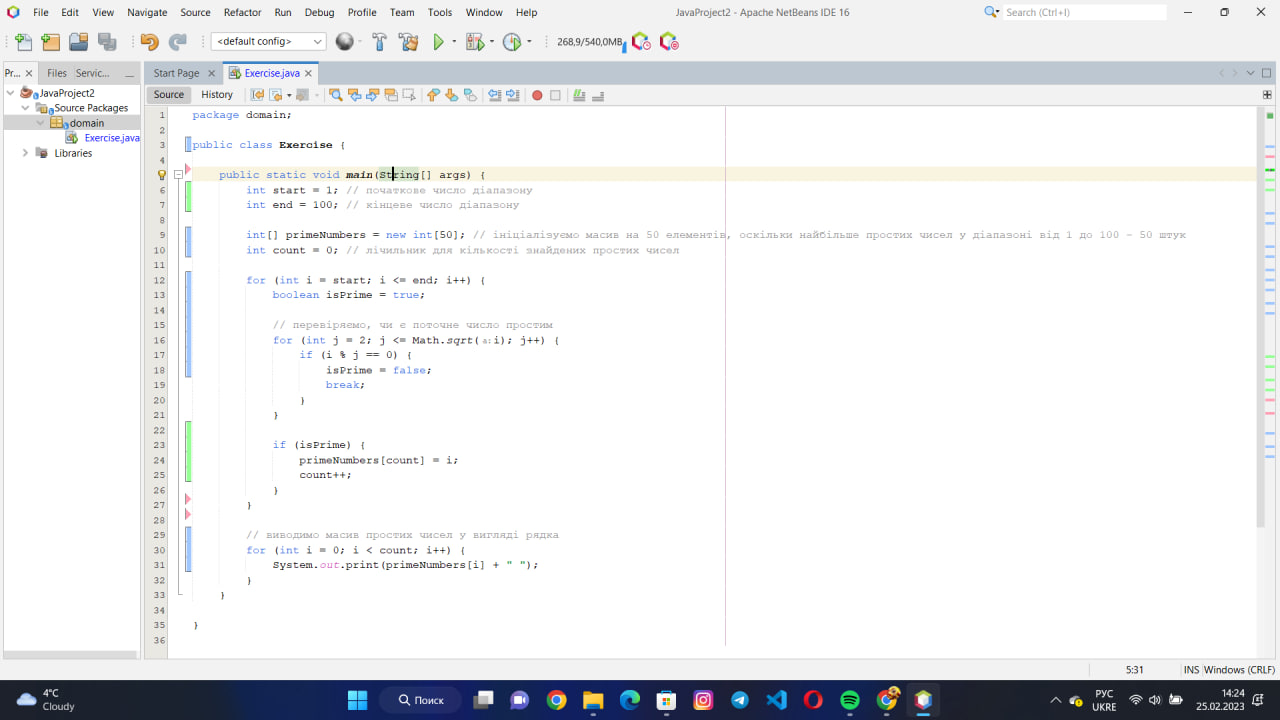 File Edit View Navigate Source Refactor Run Debug Profile Team Tools Window Help JavaProject2 - Apache NetBeans IDE 16 Search (Ctrl+I)
<default config> 268,9/540,0MB
Pr... Files Servic... Start Page Exercise.java
Source History
JavaProject2
Source Packages
domain
Exercise.java
Libraries
1 package domain;
2
3 public class Exercise {
4
public static void main(String[] args) {
6 int start = 1; // початкове число діапазону
7 int end = 100; // кінцеве число діапазону
8
9 int[] primeNumbers = new int[50]; // ініціалізуємо масив на 50 елементів, оскільки найбільше простих чисел у діапазоні від 1 до 100 - 50 штук
10 int count = 0; // лічильник для кількості знайдених простих чисел
11
12 for (int i = start; i <= end; i++) {
13 boolean isPrime = true;
14
15 // перевіряємо, чи є поточне число простим
16 for (int j = 2; j <= Math.sqrt(a:i); j++) {
17 if (i % j == 0) {
18 isPrime = false;
19 break;
20 }
21 }
22
23 if (isPrime) {
24 primeNumbers[count] = i;
25 count++;
26 }
27 }
28
29 // виводимо масив простих чисел у вигляді рядка
30 for (int i = 0; i < count; i++) {
31 System.out.print(primeNumbers[i] + " ");
32 }
33 }
34
35 }
36
5:31 INS Windows (CRLF)
4°C
Cloudy
Поиск
РУС
UKRE
14:24
25.02.2023